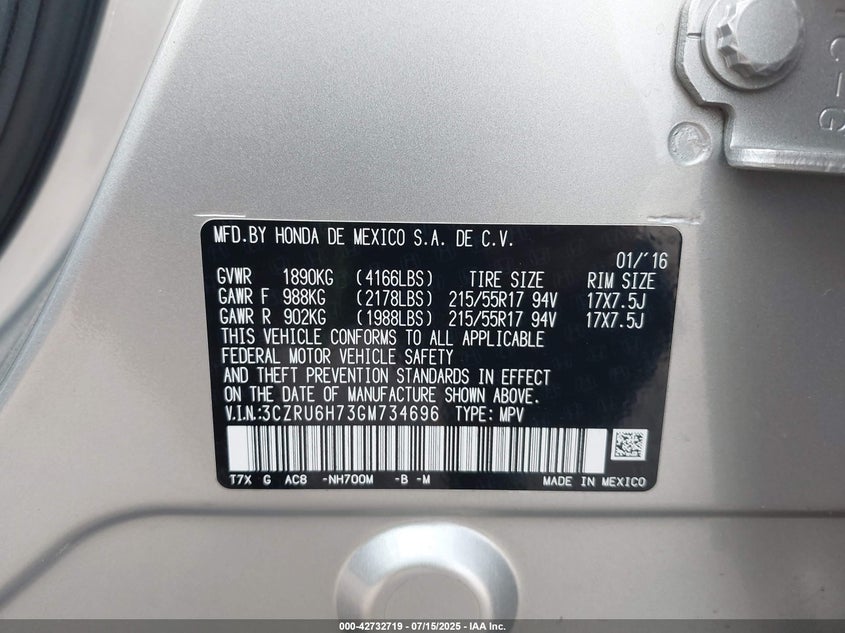 C-G
MFD.BY HONDA DE MEXICO S.A. DE C.V.
01/'16
GVWR 1890KG (4166LBS) TIRE SIZE RIM SIZE
GAWR F 988KG (2178LBS) 215/55R17 94V 17X7.5J
GAWR R 902KG (1988LBS) 215/55R17 94V 17X7.5J
THIS VEHICLE CONFORMS TO ALL APPLICABLE
FEDERAL MOTOR VEHICLE SAFETY
AND THEFT PREVENTION STANDARDS IN EFFECT
ON THE DATE OF MANUFACTURE SHOWN ABOVE.
V.I.N.:3CZRU6H73GM734696 TYPE: MPV
T7X G AC8 -NH700M -B -M MADE IN MEXICO
000-42732719 - 07/15/2025 - IAA Inc.